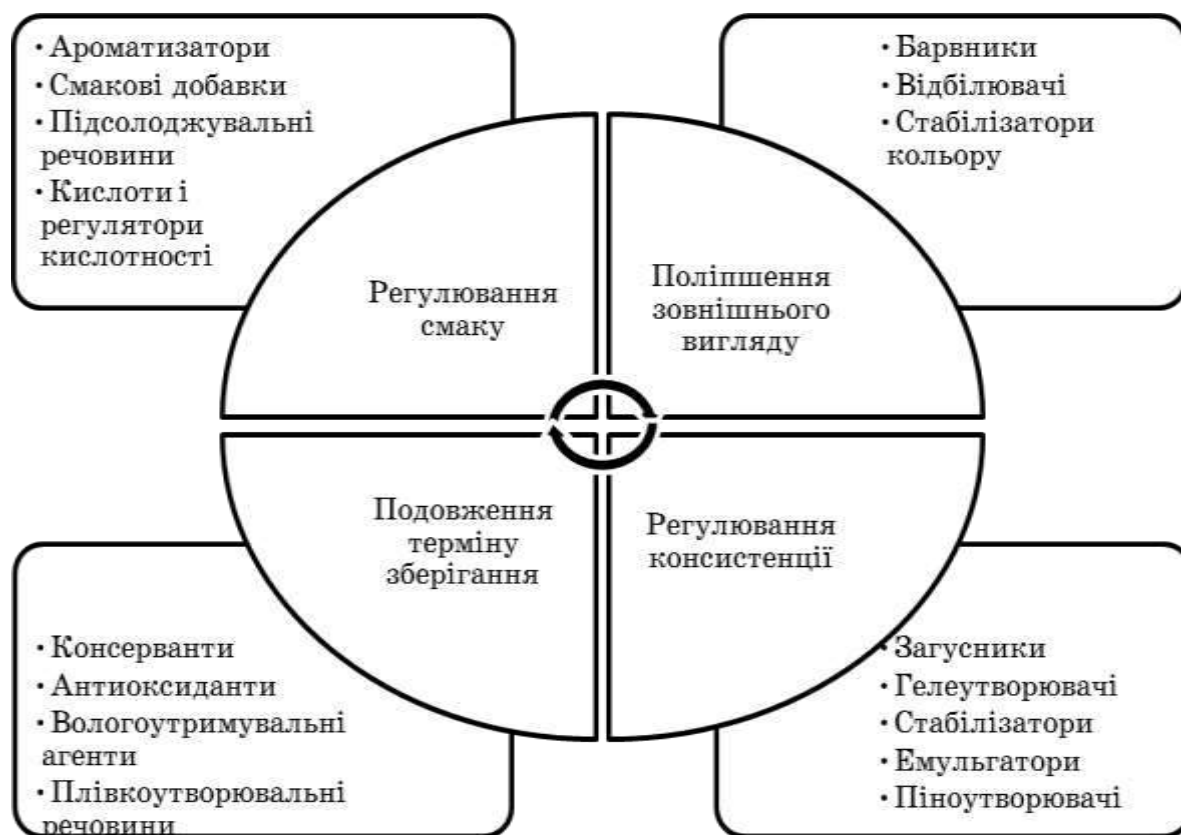 · Ароматизатори
· Смакові добавки
· Підсолоджувальні
речовини
· Кислоти і
регулятори
кислотності
· Барвники
· Відбілювачі
· Стабілізатори
кольору
Регулювання
смаку
Поліпшення
зовнішнього
вигляду
Подовження
терміну
зберігання
Регулювання
консистенції
· Консерванти
· Антиоксиданти
· Вологоутримувальні
агенти
· Плівкоутворювальні
речовини
· Загусники
· Гелеутворювачі
· Стабілізатори
· Емульгатори
· Піноутворювачі